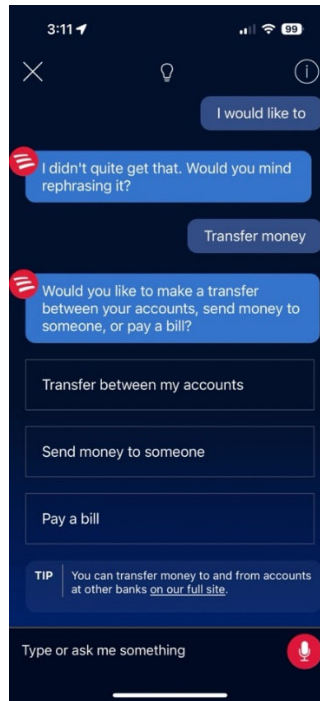 3:11
99
I would like to
I didn't quite get that. Would you mind
rephrasing it?
Transfer money
Would you like to make a transfer
between your accounts, send money to
someone, or pay a bill?
Transfer between my accounts
Send money to someone
Pay a bill
TIP
You can transfer money to and from accounts
at other banks on our full site.
Type or ask me something